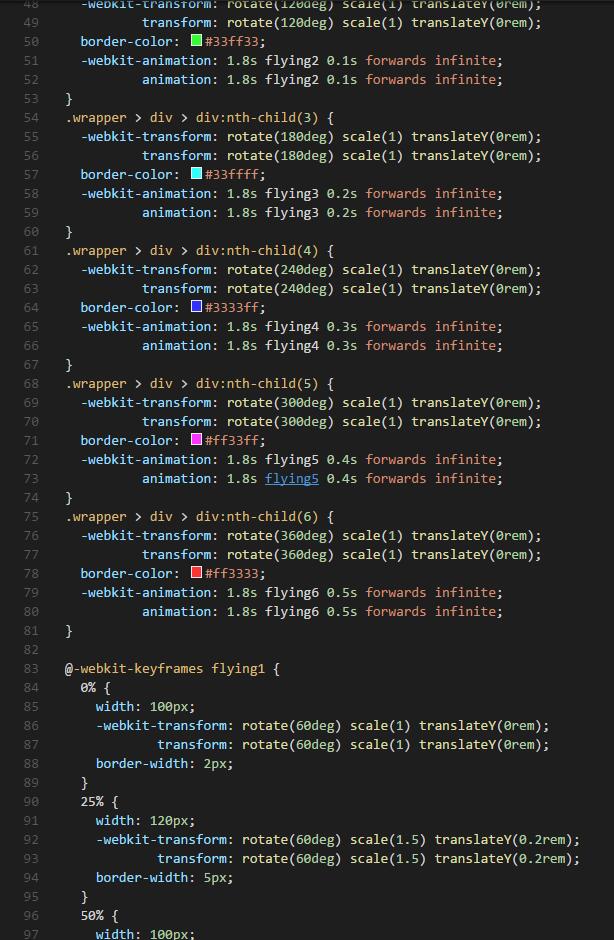 48 -webkit-transform: rotate(120deg) scale(1) translateY(0rem);
49 transform: rotate(120deg) scale(1) translateY(0rem);
50 border-color: #33ff33;
51 -webkit-animation: 1.8s flying2 0.1s forwards infinite;
52 animation: 1.8s flying2 0.1s forwards infinite;
53 }
54 .wrapper > div > div:nth-child(3) {
55 -webkit-transform: rotate(180deg) scale(1) translateY(0rem);
56 transform: rotate(180deg) scale(1) translateY(0rem);
57 border-color: #33ffff;
58 -webkit-animation: 1.8s flying3 0.2s forwards infinite;
59 animation: 1.8s flying3 0.2s forwards infinite;
60 }
61 .wrapper > div > div:nth-child(4) {
62 -webkit-transform: rotate(240deg) scale(1) translateY(0rem);
63 transform: rotate(240deg) scale(1) translateY(0rem);
64 border-color: #3333ff;
65 -webkit-animation: 1.8s flying4 0.3s forwards infinite;
66 animation: 1.8s flying4 0.3s forwards infinite;
67 }
68 .wrapper > div > div:nth-child(5) {
69 -webkit-transform: rotate(300deg) scale(1) translateY(0rem);
70 transform: rotate(300deg) scale(1) translateY(0rem);
71 border-color: #ff33ff;
72 -webkit-animation: 1.8s flying5 0.4s forwards infinite;
73 animation: 1.8s flying5 0.4s forwards infinite;
74 }
75 .wrapper > div > div:nth-child(6) {
76 -webkit-transform: rotate(360deg) scale(1) translateY(0rem);
77 transform: rotate(360deg) scale(1) translateY(0rem);
78 border-color: #ff3333;
79 -webkit-animation: 1.8s flying6 0.5s forwards infinite;
80 animation: 1.8s flying6 0.5s forwards infinite;
81 }
82
83 @-webkit-keyframes flying1 {
84 0% {
85 width: 100px;
86 -webkit-transform: rotate(60deg) scale(1) translateY(0rem);
87 transform: rotate(60deg) scale(1) translateY(0rem);
88 border-width: 2px;
89 }
90 25% {
91 width: 120px;
92 -webkit-transform: rotate(60deg) scale(1.5) translateY(0.2rem);
93 transform: rotate(60deg) scale(1.5) translateY(0.2rem);
94 border-width: 5px;
95 }
96 50% {
97 width: 100px;